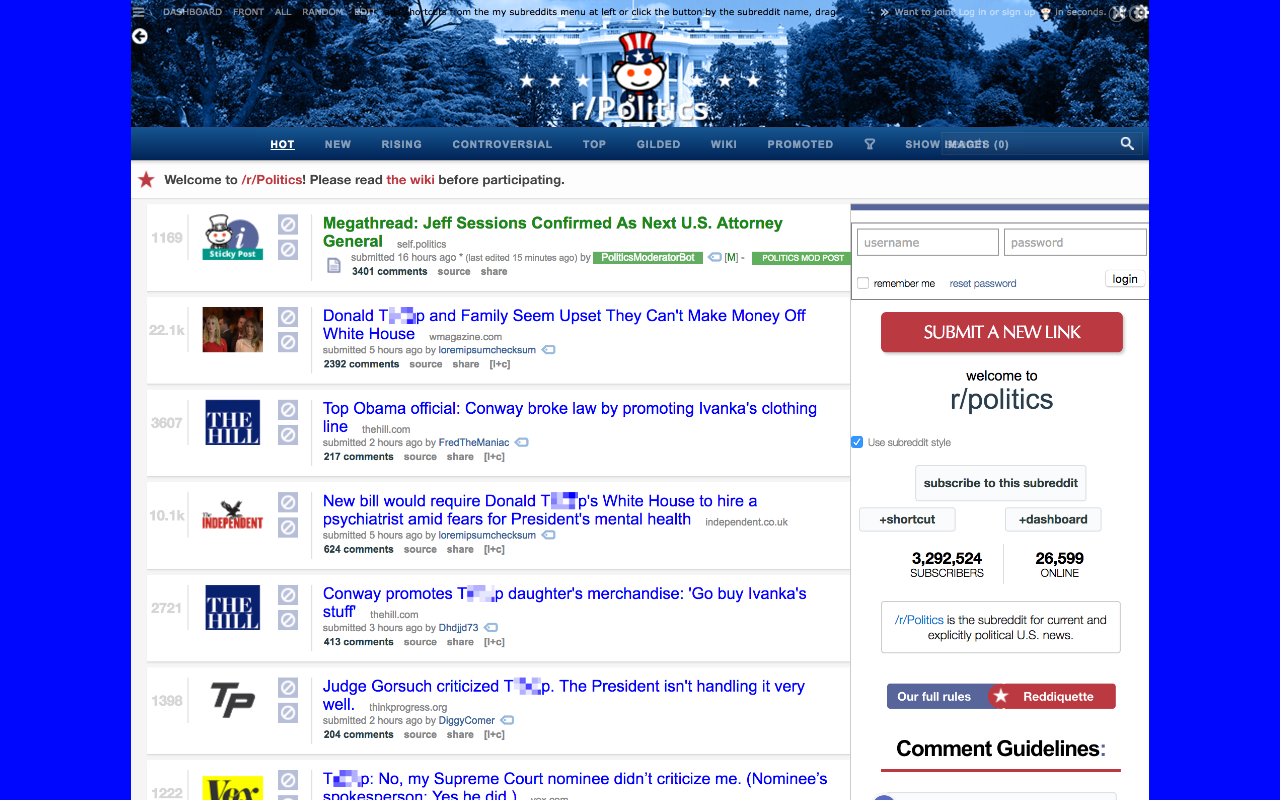 DASHBOARD FRONT ALL RANDOM EDIT shortcuts from the my subreddits menu at left or click the button by the subreddit name, drag
Want to join? Log in or sign up in seconds.
r/Politics
HOT NEW RISING CONTROVERSIAL TOP GILDED WIKI PROMOTED SHOW IMAGES (0)
Welcome to /r/Politics! Please read the wiki before participating.
1169
Sticky Post
Megathread: Jeff Sessions Confirmed As Next U.S. Attorney
General self.politics
submitted 16 hours ago * (last edited 15 minutes ago) by PoliticsModeratorBot [M] - POLITICS MOD POST
3401 comments source share
22.1k
Donald T p and Family Seem Upset They Can't Make Money Off
White House wmagazine.com
submitted 5 hours ago by loremipsumchecksum
2392 comments source share [l+c]
3607
THE
HILL
Top Obama official: Conway broke law by promoting Ivanka's clothing
line thehill.com
submitted 2 hours ago by FredTheManiac
217 comments source share [l+c]
10.1k
The
INDEPENDENT
New bill would require Donald T p's White House to hire a
psychiatrist amid fears for President's mental health independent.co.uk
submitted 5 hours ago by loremipsumchecksum
624 comments source share [l+c]
2721
THE
HILL
Conway promotes T p daughter's merchandise: 'Go buy Ivanka's
stuff' thehill.com
submitted 3 hours ago by Dhdjjd73
413 comments source share [l+c]
1398
TP
Judge Gorsuch criticized T p. The President isn't handling it very
well. thinkprogress.org
submitted 2 hours ago by DiggyComer
204 comments source share [l+c]
1222
Vox
T p: No, my Supreme Court nominee didn't criticize me. (Nominee's
spokesperson: Yes he did.) vox.com
username password
remember me reset password login
SUBMIT A NEW LINK
welcome to
r/politics
Use subreddit style
subscribe to this subreddit
+shortcut +dashboard
3,292,524 26,599
SUBSCRIBERS ONLINE
/r/Politics is the subreddit for current and
explicitly political U.S. news.
Our full rules Reddiquette
Comment Guidelines: